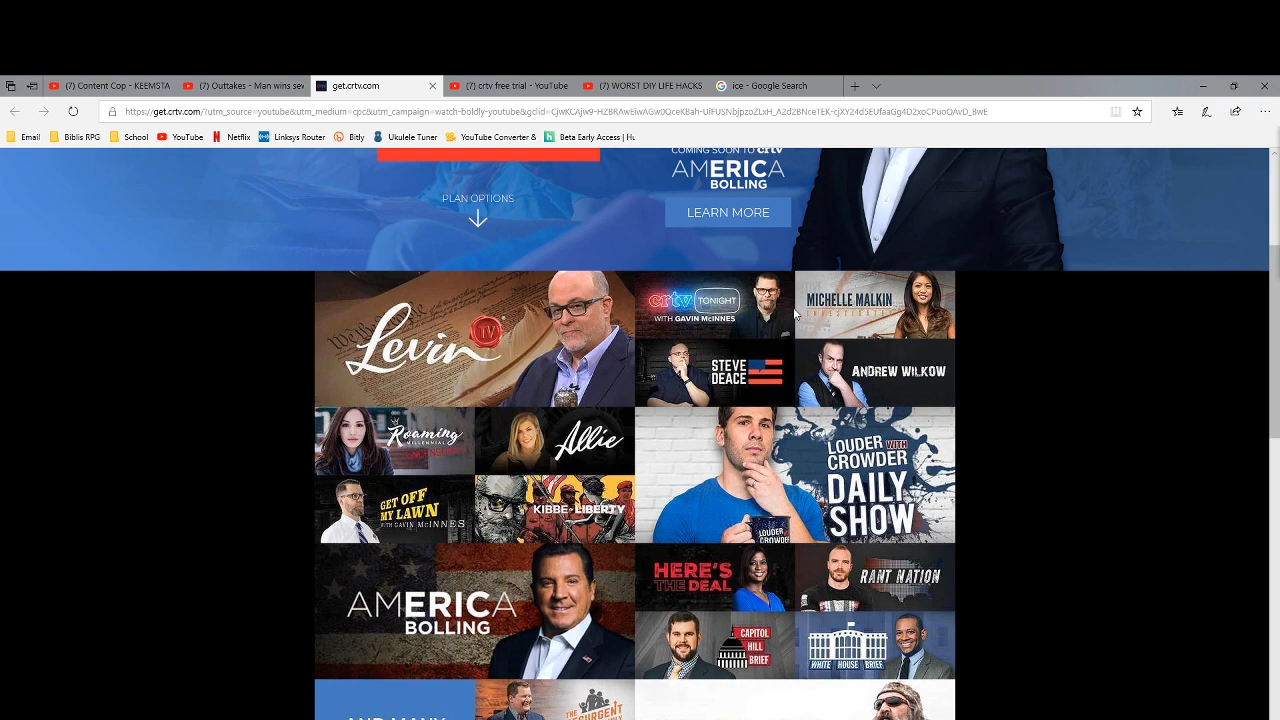 (7) Content Cop - KEEMSTA
(7) Outtakes - Man wins sev
get.crtv.com
(7) crtv free trial - YouTube
(7) WORST DIY LIFE HACKS
ice - Google Search
Email
Biblis RPG
School
YouTube
Netflix
Linksys Router
Bitly
Ukulele Tuner
YouTube Converter &
Beta Early Access | Hu
COMING SOON TO crtv
AMERICA
BOLLING
LEARN MORE
PLAN OPTIONS
Levin TV
crtv TONIGHT
WITH GAVIN McINNES
MICHELLE MALKIN
INVESTIGATES
STEVE
DEACE
ANDREW WILKOW
Roaming
MILLENNIAL
Allie
GET OFF
MY LAWN
WITH GAVIN McINNES
KIBBE LIBERTY
LOUDER WITH
CROWDER
DAILY
SHOW
LOUDER
CROWDER
AMERICA
BOLLING
HERE'S
THE DEAL
RANT NATION
CAPITOL
HILL
BRIEF
WHITE HOUSE BRIEF
AND MANY